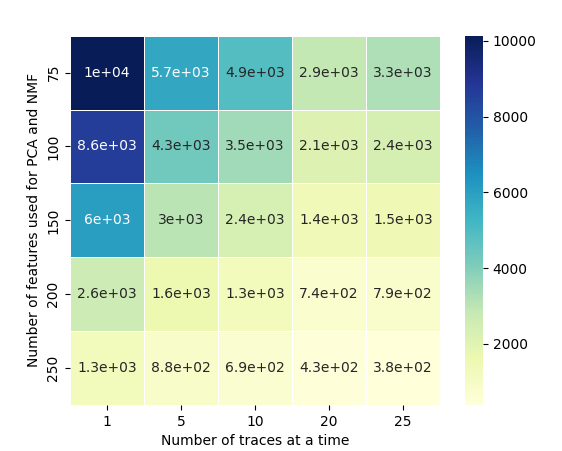 Number of features used for PCA and NMF
75 1e+04 5.7e+03 4.9e+03 2.9e+03 3.3e+03
100 8.6e+03 4.3e+03 3.5e+03 2.1e+03 2.4e+03
150 6e+03 3e+03 2.4e+03 1.4e+03 1.5e+03
200 2.6e+03 1.6e+03 1.3e+03 7.4e+02 7.9e+02
250 1.3e+03 8.8e+02 6.9e+02 4.3e+02 3.8e+02
1 5 10 20 25
Number of traces at a time
10000
8000
6000
4000
2000